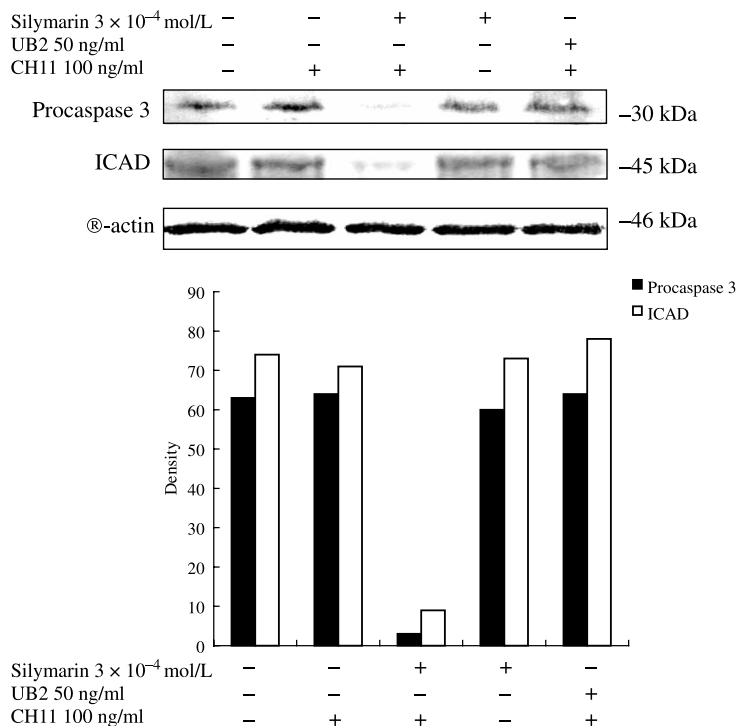 Silymarin 3 × 10⁻⁴ mol/L – – + + –
UB2 50 ng/ml – – – – +
CH11 100 ng/ml – + + – +
Procaspase 3 –30 kDa
ICAD –45 kDa
®-actin –46 kDa
Procaspase 3
ICAD
90
80
70
60
50
40
30
20
10
0
Density
Silymarin 3 × 10⁻⁴ mol/L – – + + –
UB2 50 ng/ml – – – – +
CH11 100 ng/ml – + + – +